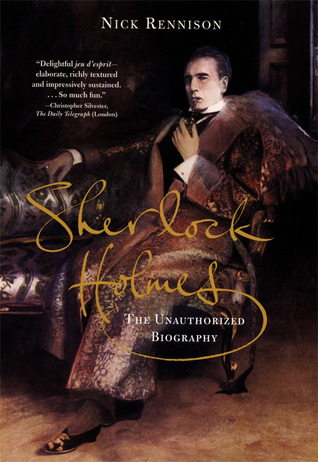 NICK RENNISON
“Delightful jeu d’esprit—
elaborate, richly textured
and impressively sustained.
. . . So much fun.”
—Christopher Silvester,
The Daily Telegraph (London)
Sherlock
Holmes
THE UNAUTHORIZED
BIOGRAPHY